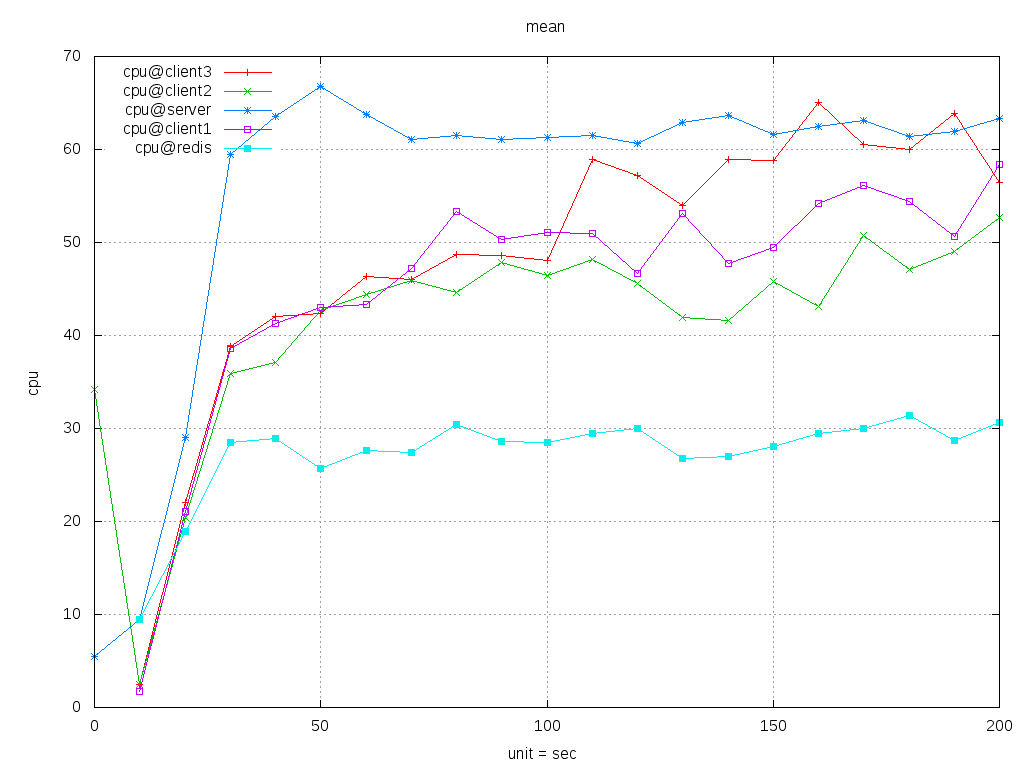 mean
70
60
50
40
30
20
10
0
cpu@client3
cpu@client2
cpu@server
cpu@client1
cpu@redis
cpu
0 50 100 150 200
unit = sec